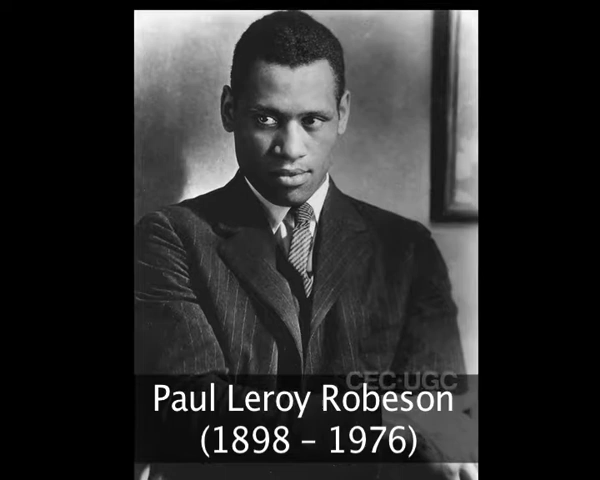 CEC-UGC
Paul Leroy Robeson
(1898 – 1976)